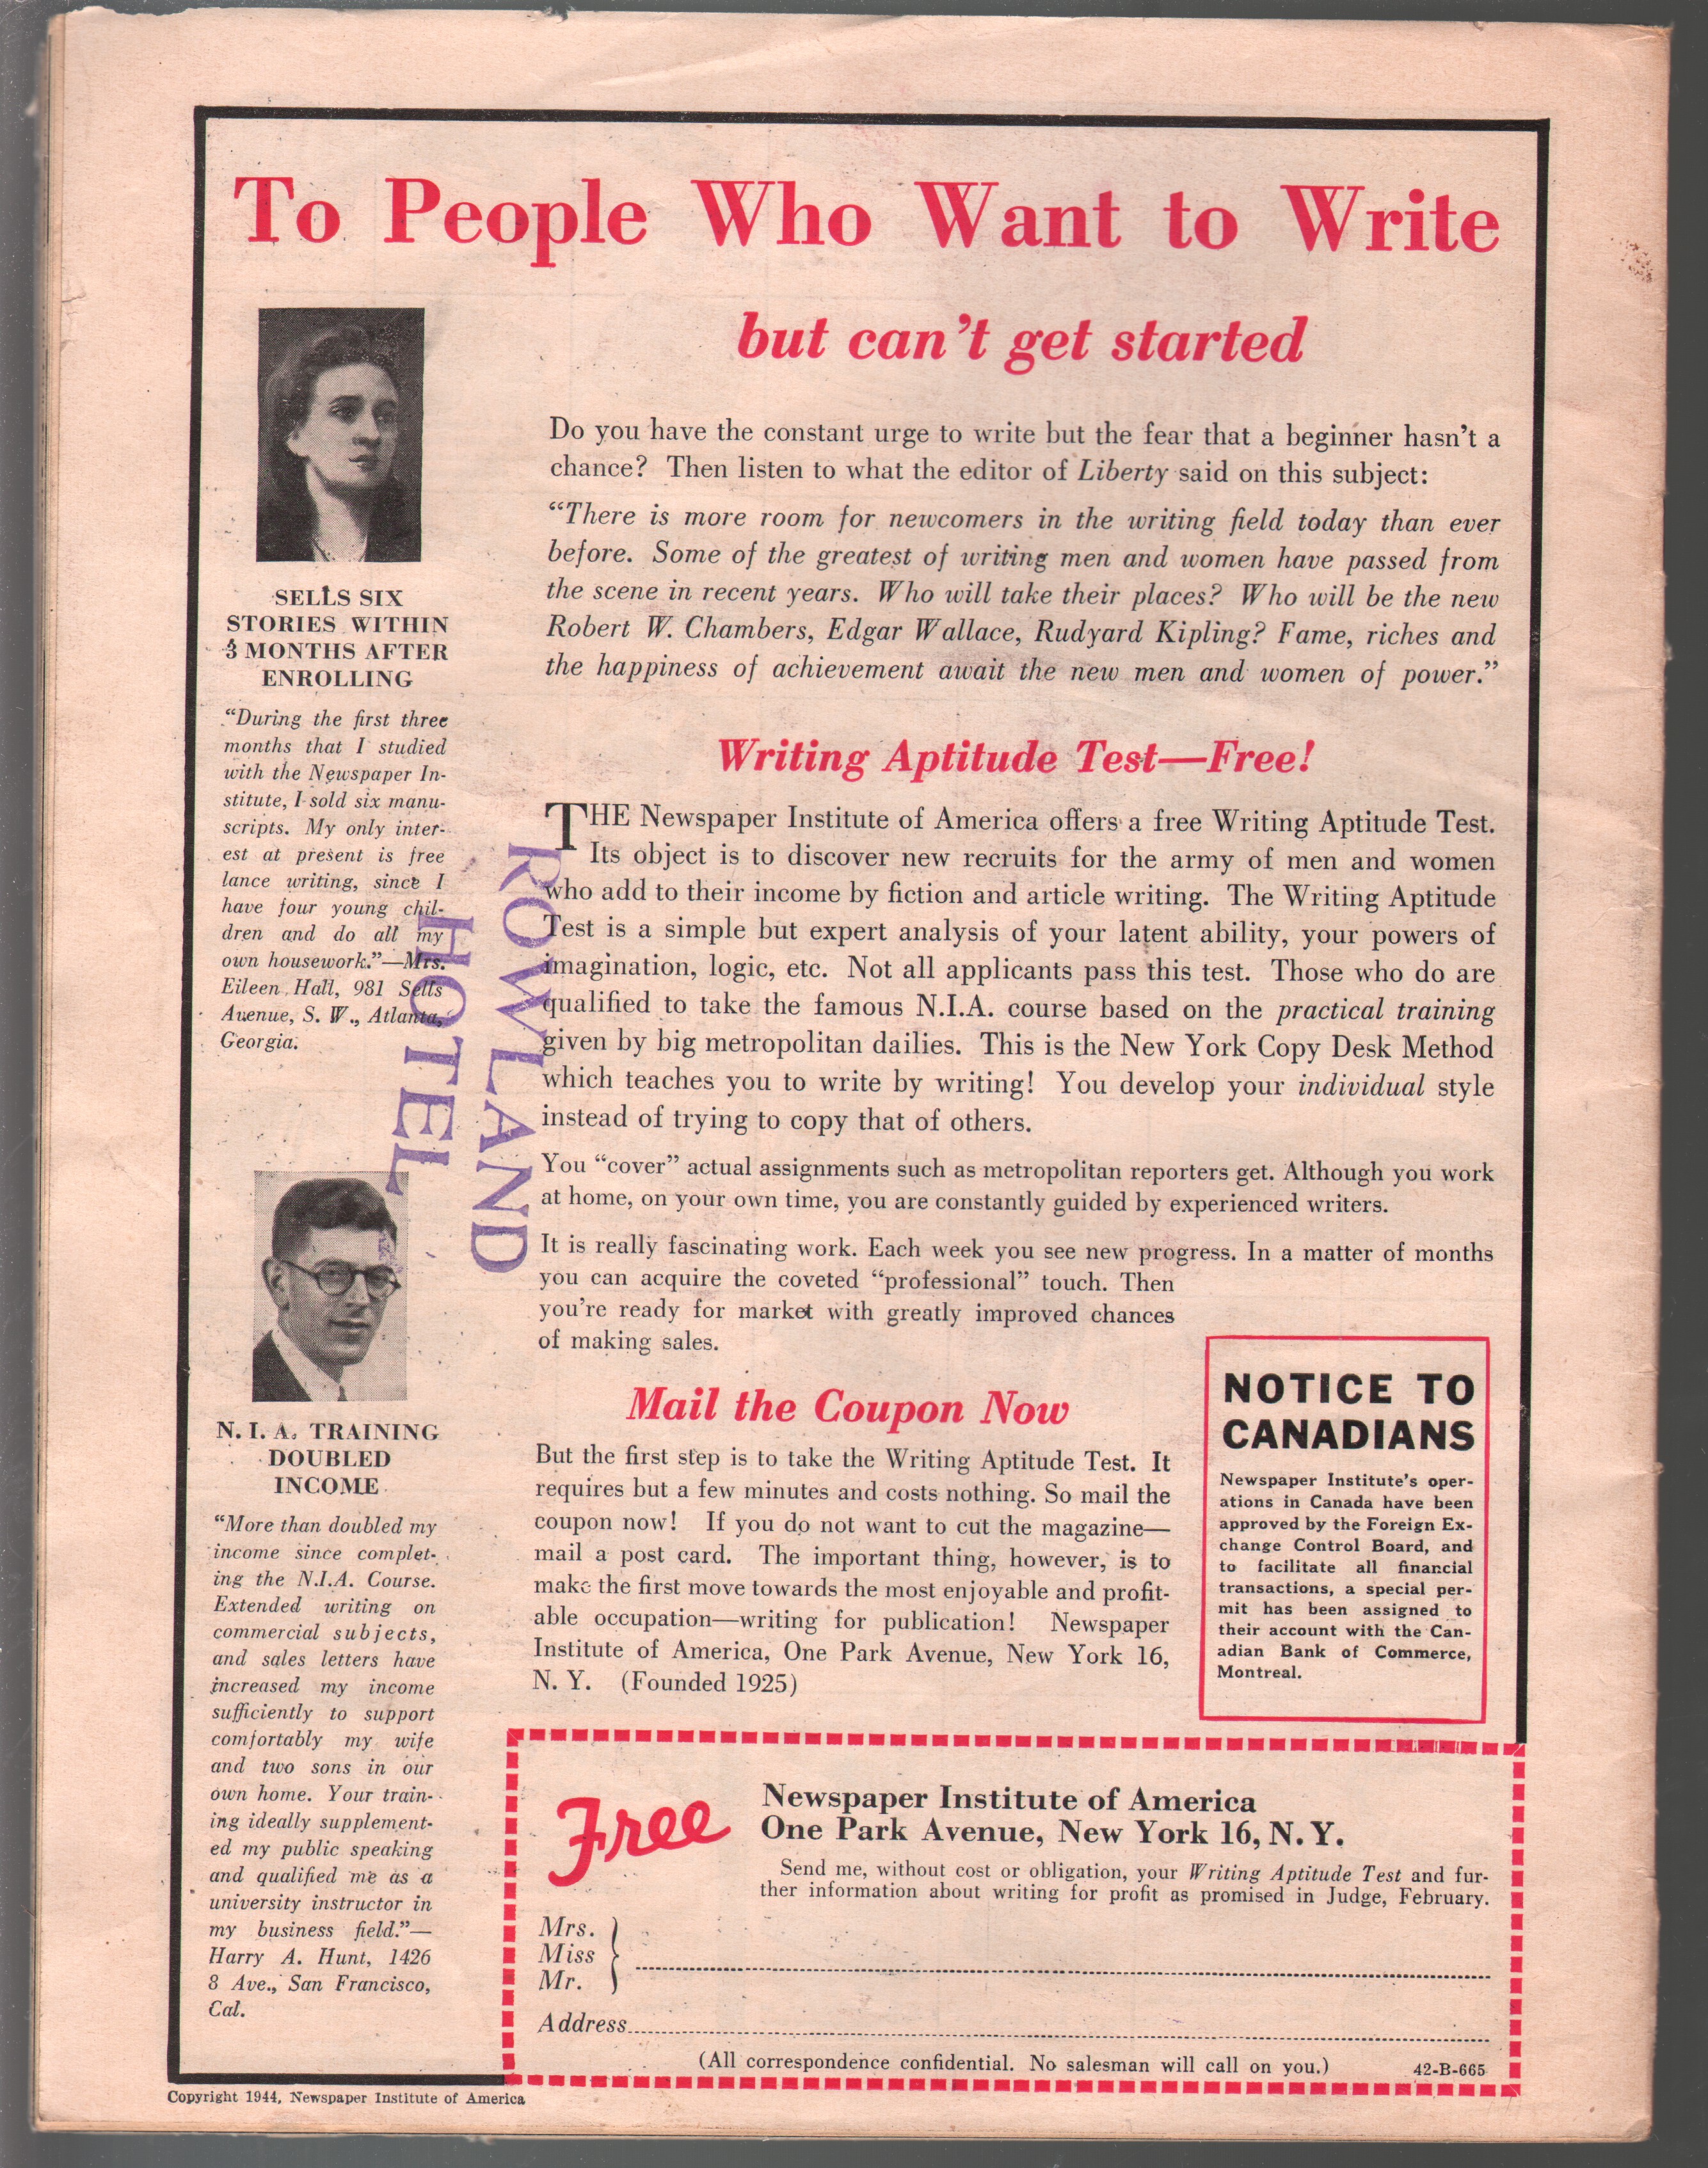 To People Who Want to Write
but can't get started
SELLS SIX
STORIES WITHIN
3 MONTHS AFTER
ENROLLING
“During the first three
months that I studied
with the Newspaper In-
stitute, I sold six manu-
scripts. My only inter-
est at present is free
lance writing, since I
have four young chil-
dren and do all my
own housework.”—Mrs.
Eileen Hall, 981 Sells
Avenue, S. W., Atlanta,
Georgia.
N. I. A. TRAINING
DOUBLED
INCOME
“More than doubled my
income since complet-
ing the N.I.A. Course.
Extended writing on
commercial subjects,
and sales letters have
increased my income
sufficiently to support
comfortably my wife
and two sons in our
own home. Your train-
ing ideally supplement-
ed my public speaking
and qualified me as a
university instructor in
my business field.”—
Harry A. Hunt, 1426
8 Ave., San Francisco,
Cal.
ROWLAND
HOTEL
Do you have the constant urge to write but the fear that a beginner hasn't a
chance? Then listen to what the editor of Liberty said on this subject:
“There is more room for newcomers in the writing field today than ever
before. Some of the greatest of writing men and women have passed from
the scene in recent years. Who will take their places? Who will be the new
Robert W. Chambers, Edgar Wallace, Rudyard Kipling? Fame, riches and
the happiness of achievement await the new men and women of power.”
Writing Aptitude Test—Free!
THE Newspaper Institute of America offers a free Writing Aptitude Test.
Its object is to discover new recruits for the army of men and women
who add to their income by fiction and article writing. The Writing Aptitude
Test is a simple but expert analysis of your latent ability, your powers of
imagination, logic, etc. Not all applicants pass this test. Those who do are
qualified to take the famous N.I.A. course based on the practical training
given by big metropolitan dailies. This is the New York Copy Desk Method
which teaches you to write by writing! You develop your individual style
instead of trying to copy that of others.
You “cover” actual assignments such as metropolitan reporters get. Although you work
at home, on your own time, you are constantly guided by experienced writers.
It is really fascinating work. Each week you see new progress. In a matter of months
you can acquire the coveted “professional” touch. Then
you're ready for market with greatly improved chances
of making sales.
Mail the Coupon Now
But the first step is to take the Writing Aptitude Test. It
requires but a few minutes and costs nothing. So mail the
coupon now! If you do not want to cut the magazine—
mail a post card. The important thing, however, is to
make the first move towards the most enjoyable and profit-
able occupation—writing for publication! Newspaper
Institute of America, One Park Avenue, New York 16,
N. Y. (Founded 1925)
NOTICE TO
CANADIANS
Newspaper Institute's oper-
ations in Canada have been
approved by the Foreign Ex-
change Control Board, and
to facilitate all financial
transactions, a special per-
mit has been assigned to
their account with the Can-
adian Bank of Commerce,
Montreal.
Free
Newspaper Institute of America
One Park Avenue, New York 16, N. Y.
Send me, without cost or obligation, your Writing Aptitude Test and fur-
ther information about writing for profit as promised in Judge, February.
Mrs.
Miss
Mr.
Address
(All correspondence confidential. No salesman will call on you.) 42-B-665
Copyright 1944, Newspaper Institute of America